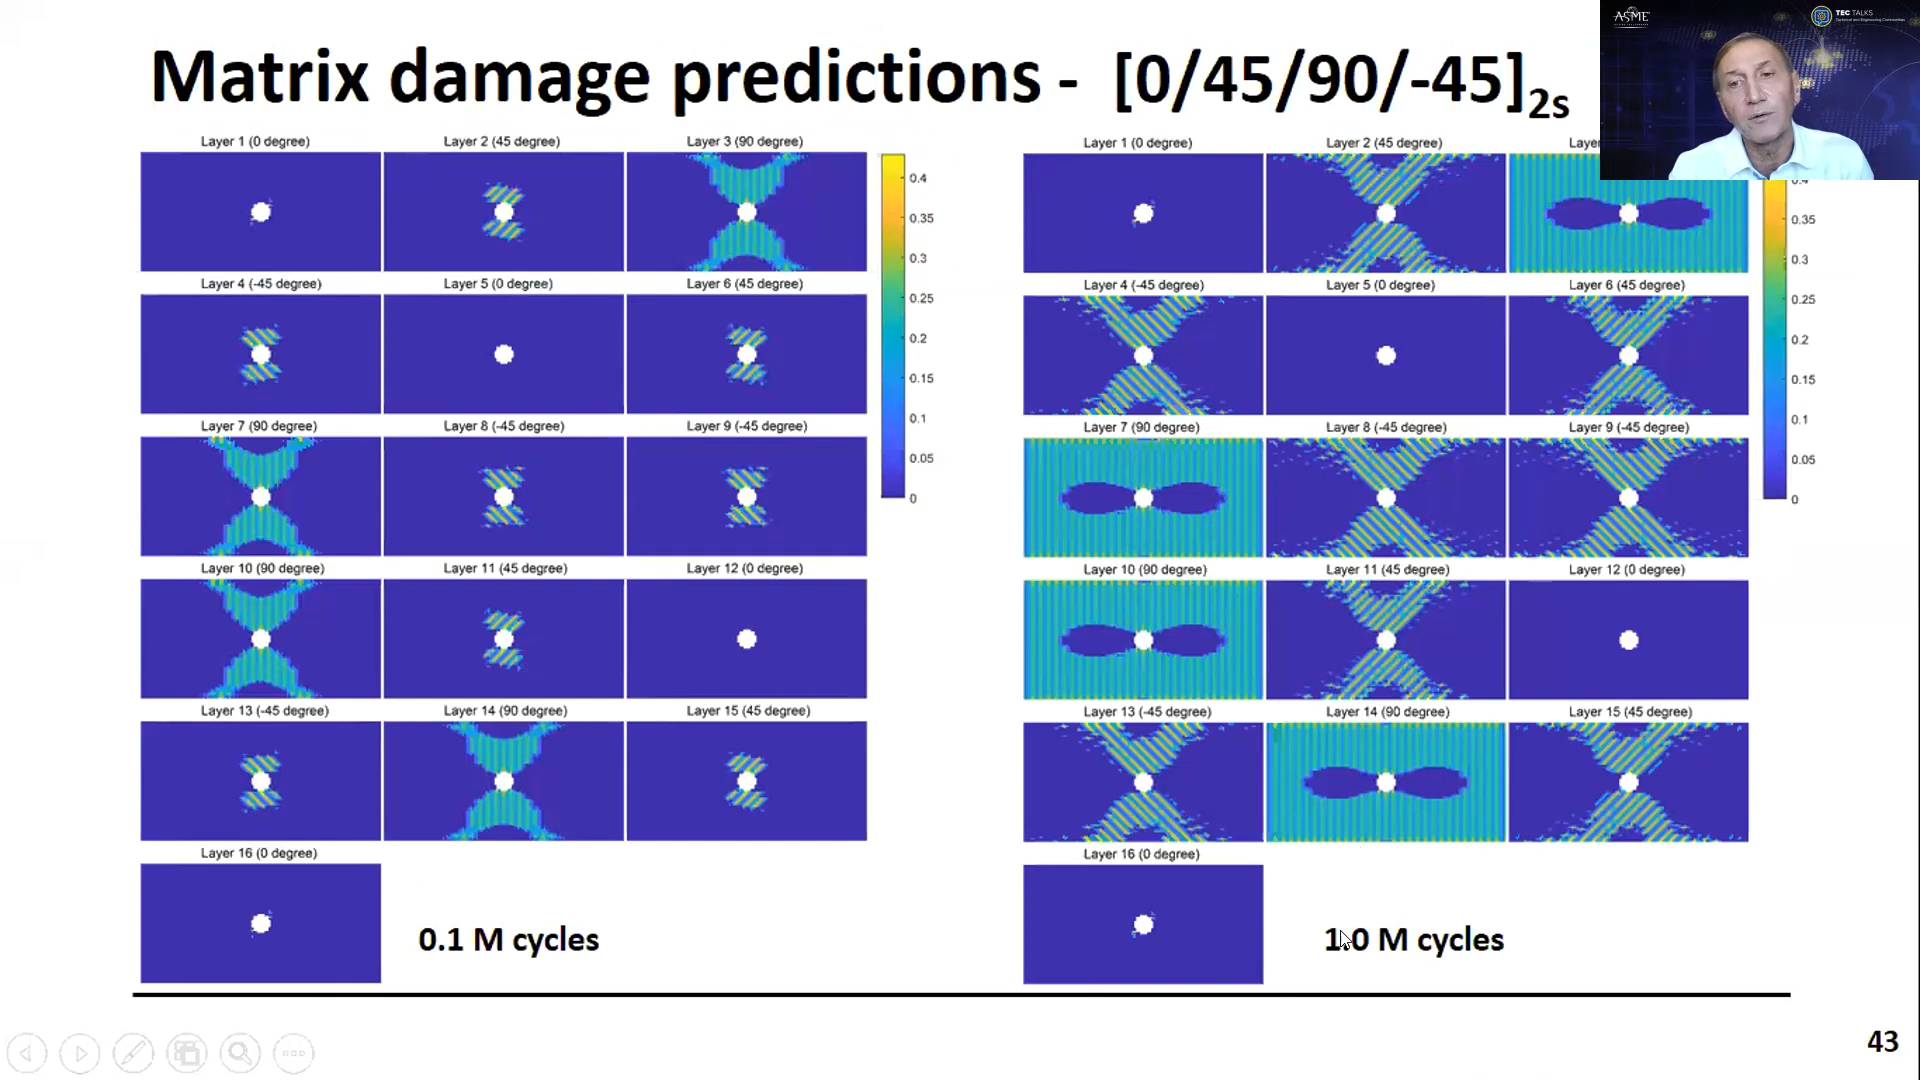 Matrix damage predictions - [0/45/90/-45]2s
ASME
TEC TALKS
Layer 1 (0 degree) Layer 2 (45 degree) Layer 3 (90 degree)
Layer 4 (-45 degree) Layer 5 (0 degree) Layer 6 (45 degree)
Layer 7 (90 degree) Layer 8 (-45 degree) Layer 9 (-45 degree)
Layer 10 (90 degree) Layer 11 (45 degree) Layer 12 (0 degree)
Layer 13 (-45 degree) Layer 14 (90 degree) Layer 15 (45 degree)
Layer 16 (0 degree)
0.4
0.35
0.3
0.25
0.2
0.15
0.1
0.05
0
0.1 M cycles
Layer 1 (0 degree) Layer 2 (45 degree)
Layer 4 (-45 degree) Layer 5 (0 degree) Layer 6 (45 degree)
Layer 7 (90 degree) Layer 8 (-45 degree) Layer 9 (-45 degree)
Layer 10 (90 degree) Layer 11 (45 degree) Layer 12 (0 degree)
Layer 13 (-45 degree) Layer 14 (90 degree) Layer 15 (45 degree)
Layer 16 (0 degree)
0.4
0.35
0.3
0.25
0.2
0.15
0.1
0.05
0
1.0 M cycles
43